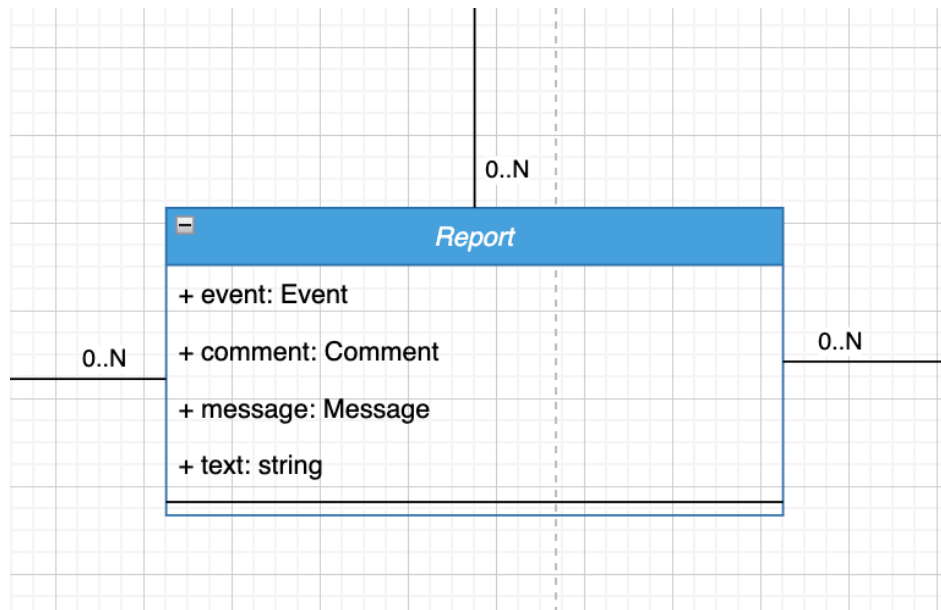 0..N
Report
+ event: Event
+ comment: Comment
+ message: Message
+ text: string
0..N
0..N